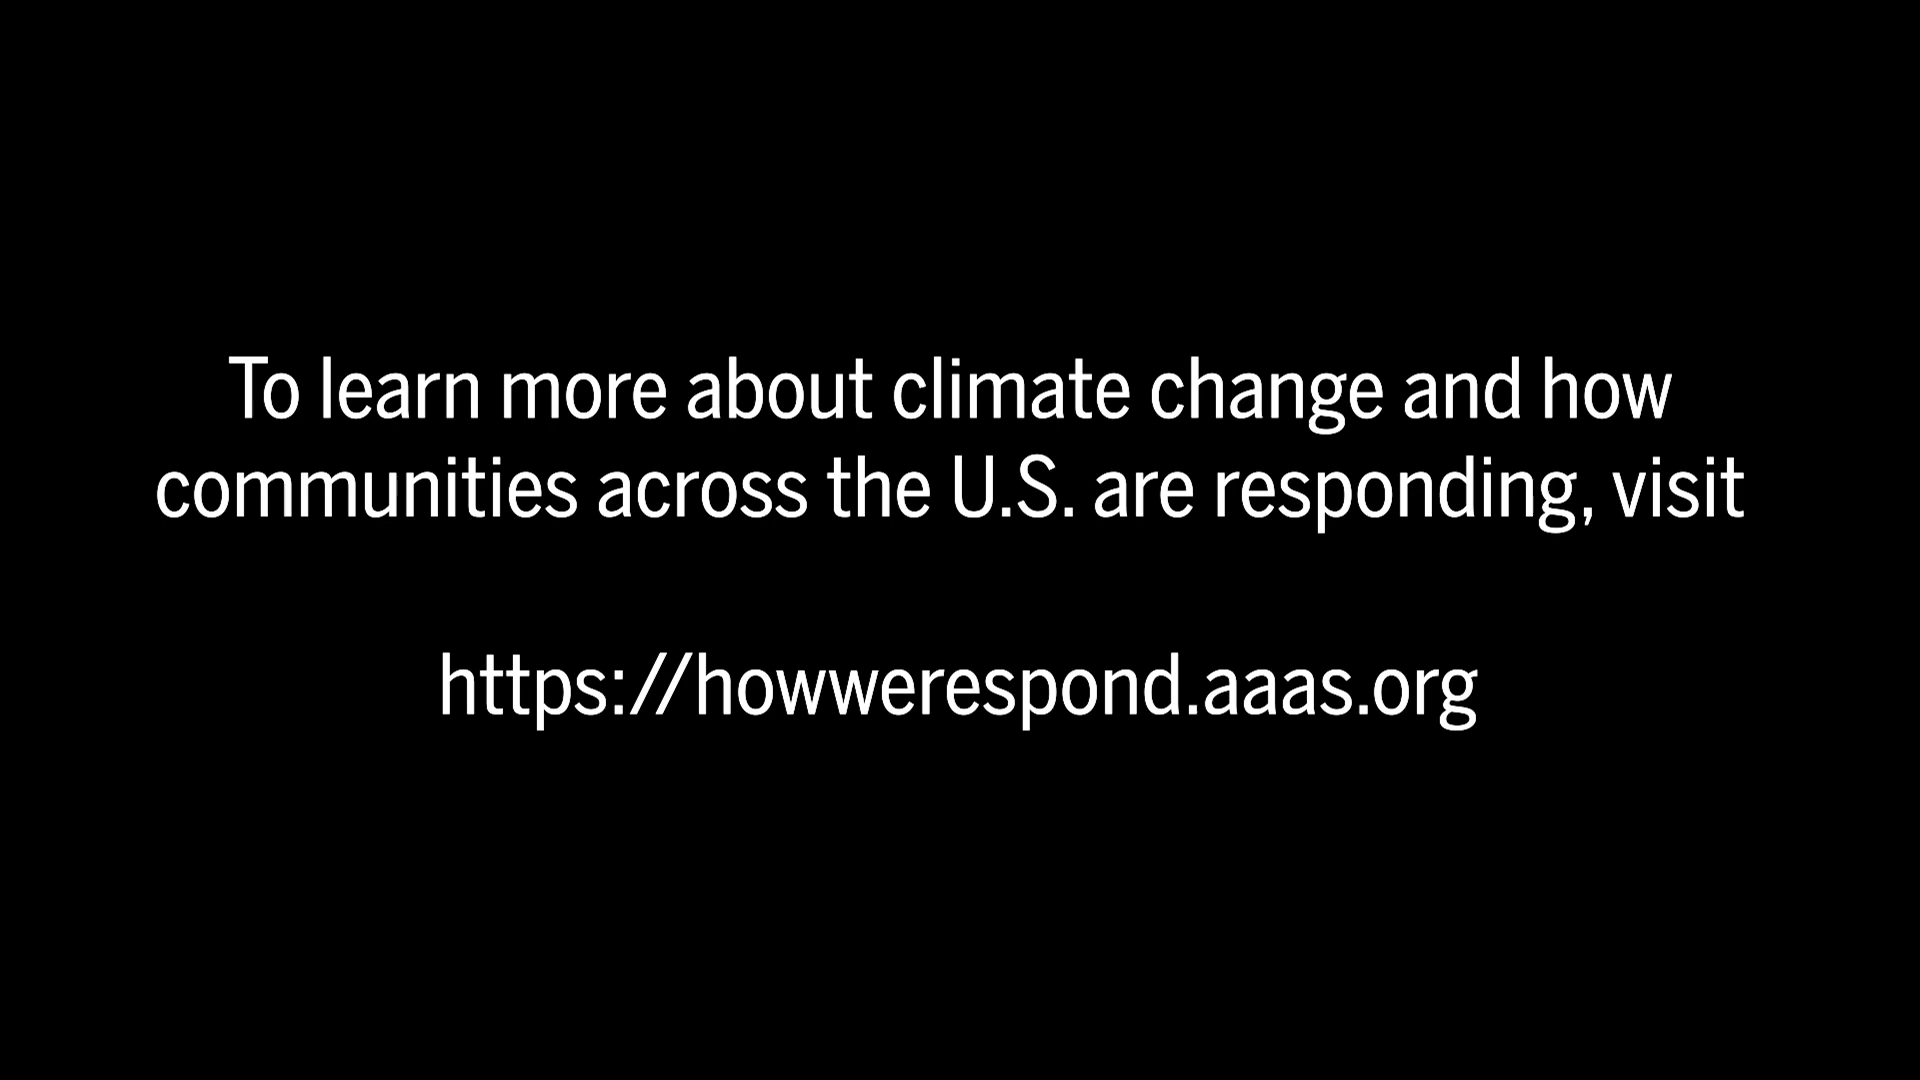 To learn more about climate change and how
communities across the U.S. are responding, visit
https://howwerespond.aaas.org